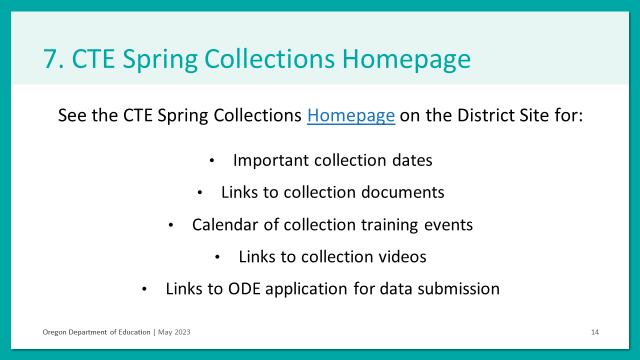 7. CTE Spring Collections Homepage
See the CTE Spring Collections Homepage on the District Site for:
• Important collection dates
• Links to collection documents
• Calendar of collection training events
• Links to collection videos
• Links to ODE application for data submission
Oregon Department of Education | May 2023
14